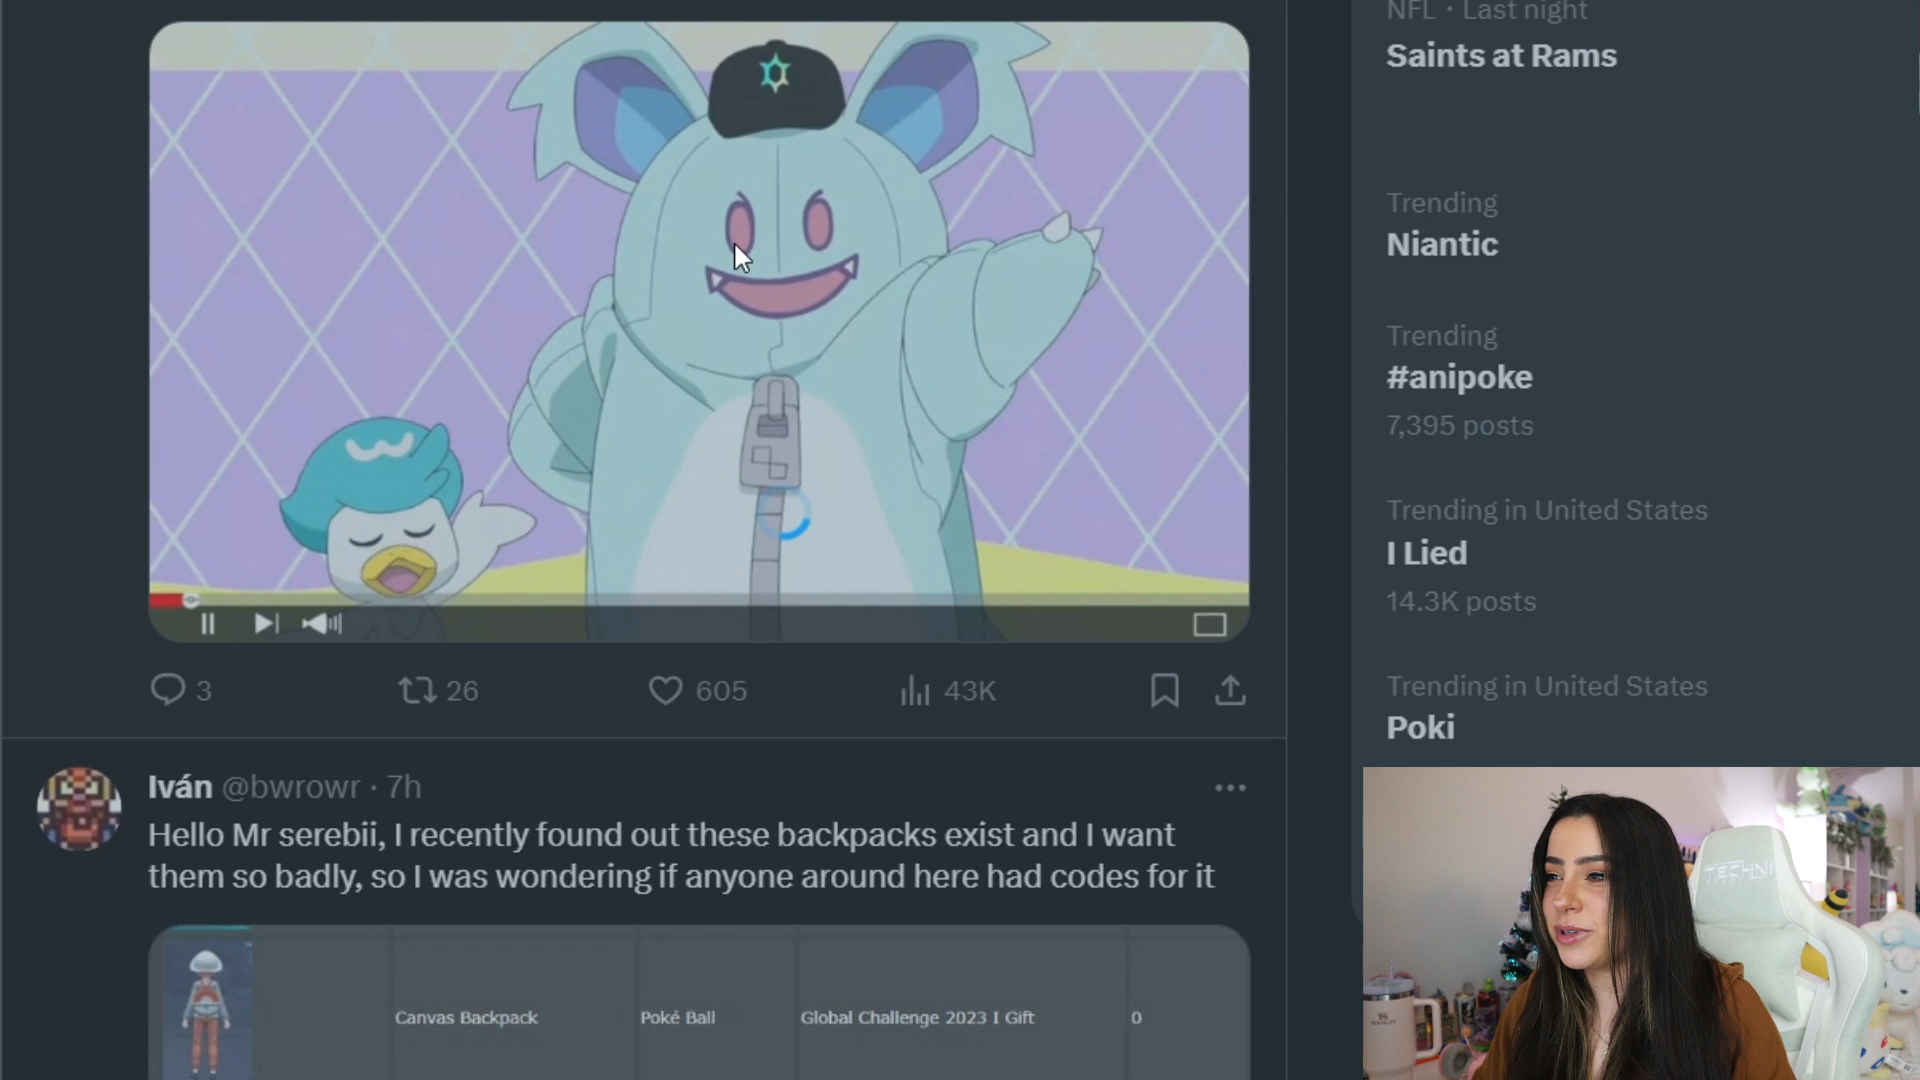 3
26
605
43K
Iván @bwrowr · 7h
Hello Mr serebii, I recently found out these backpacks exist and I want
them so badly, so I was wondering if anyone around here had codes for it
Canvas Backpack
Poké Ball
Global Challenge 2023 I Gift
0
NFL · Last night
Saints at Rams
Trending
Niantic
Trending
#anipoke
7,395 posts
Trending in United States
I Lied
14.3K posts
Trending in United States
Poki
TECHNI